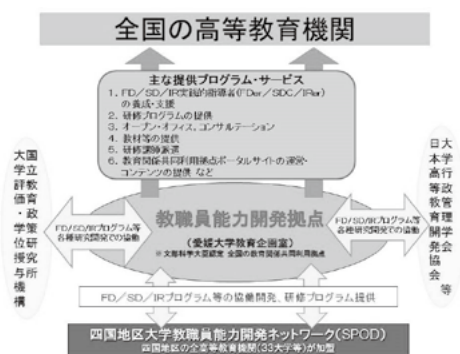 全国の高等教育機関
主な提供プログラム・サービス
1. FD／SD／IR実践的指導者(FDer／SDC／IRer)
の養成・支援
2. 研修プログラムの提供
3. オープン・オフィス、コンサルテーション
4. 教材等の提供
5. 研修講師派遣
6. 教育関係共同利用拠点ポータルサイトの運営・
コンテンツの提供 など
国立教育政策研究所
大学評価・学位授与機構
FD/SD/IRプログラム等
各種研究開発での協働
教職員能力開発拠点
(愛媛大学教育企画室)
※文部科学大臣認定 全国の教育関係共同利用拠点
FD/SD/IRプログラム等
各種研究開発での協働
大学行政管理学会 等
日本高等教育開発協会
FD／SD／IRプログラム等の協働開発、研修プログラム提供
四国地区大学教職員能力開発ネットワーク(SPOD)
四国地区の全高等教育機関(33大学等)が加盟